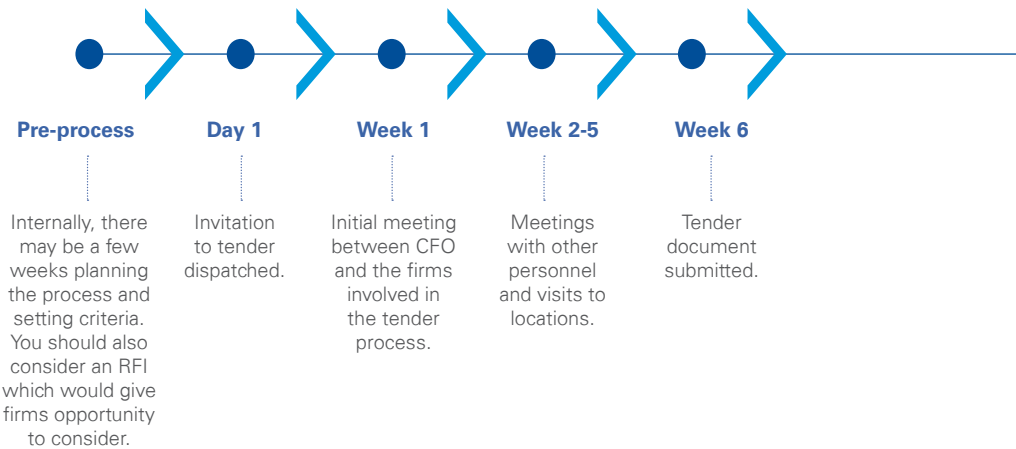 Pre-process
Internally, there
may be a few
weeks planning
the process and
setting criteria.
You should also
consider an RFI
which would give
firms opportunity
to consider.
Day 1
Invitation
to tender
dispatched.
Week 1
Initial meeting
between CFO
and the firms
involved in
the tender
process.
Week 2-5
Meetings
with other
personnel
and visits to
locations.
Week 6
Tender
document
submitted.